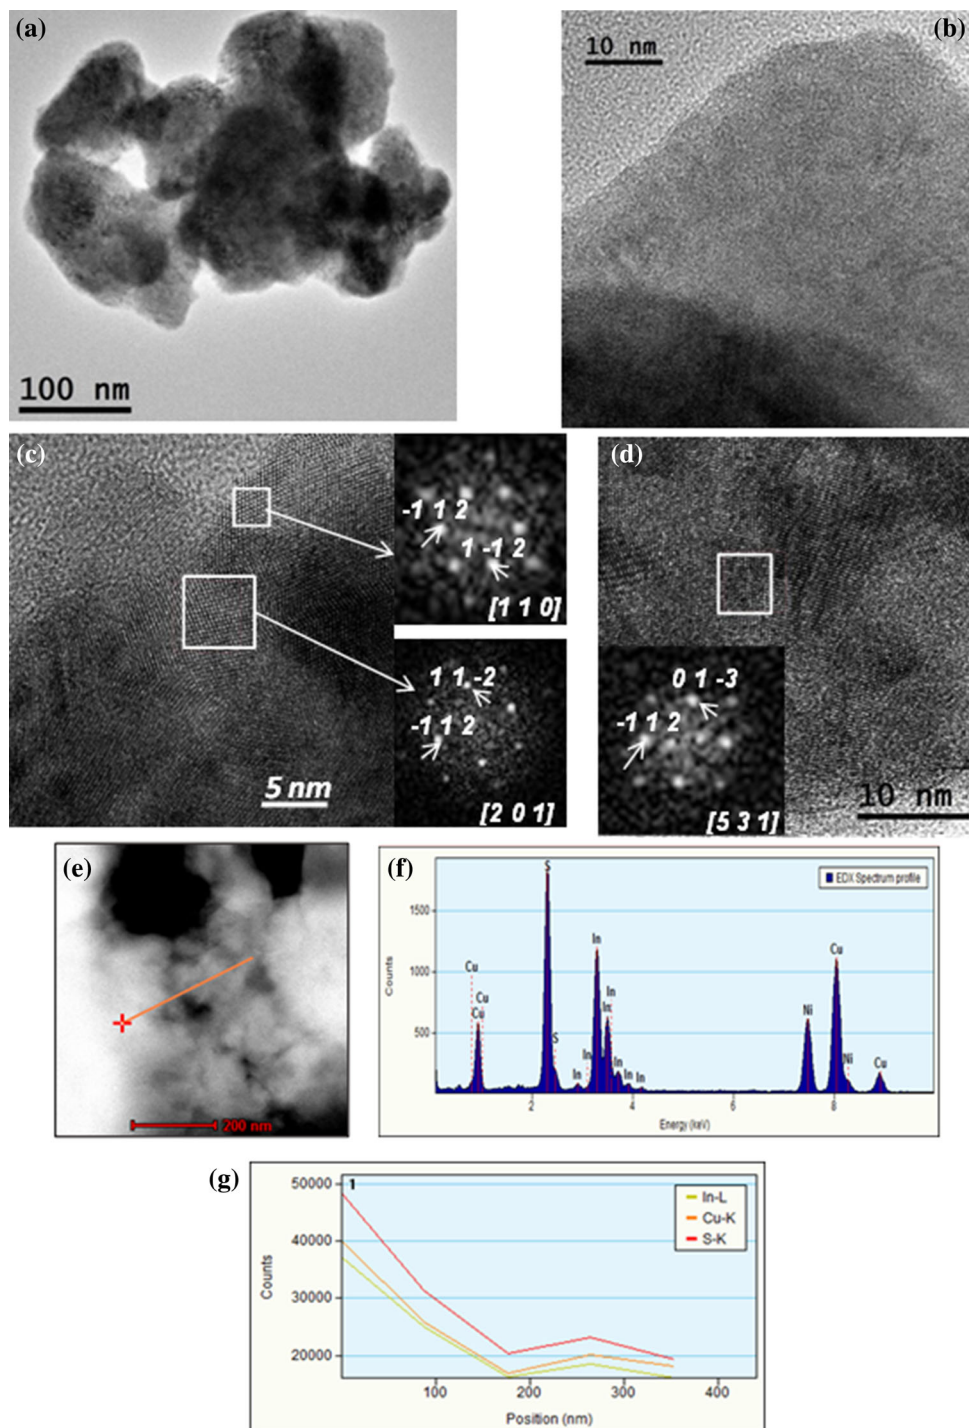 (a)
100 nm
(b)
10 nm
(c)
-1 1 2
1 -1 2
[1 1 0]
1 1 -2
-1 1 2
[2 0 1]
5 nm
(d)
0 1 -3
-1 1 2
[5 3 1]
10 nm
(e)
200 nm
(f)
EDX Spectrum profile
Counts
1500
1000
500
Cu
Cu
Cu
S
S
In
In
In
In
In
In
In
In
Ni
Cu
Ni
Cu
2
4
6
8
Energy (keV)
(g)
1
In-L
Cu-K
S-K
Counts
50000
40000
30000
20000
100
200
300
400
Position (nm)